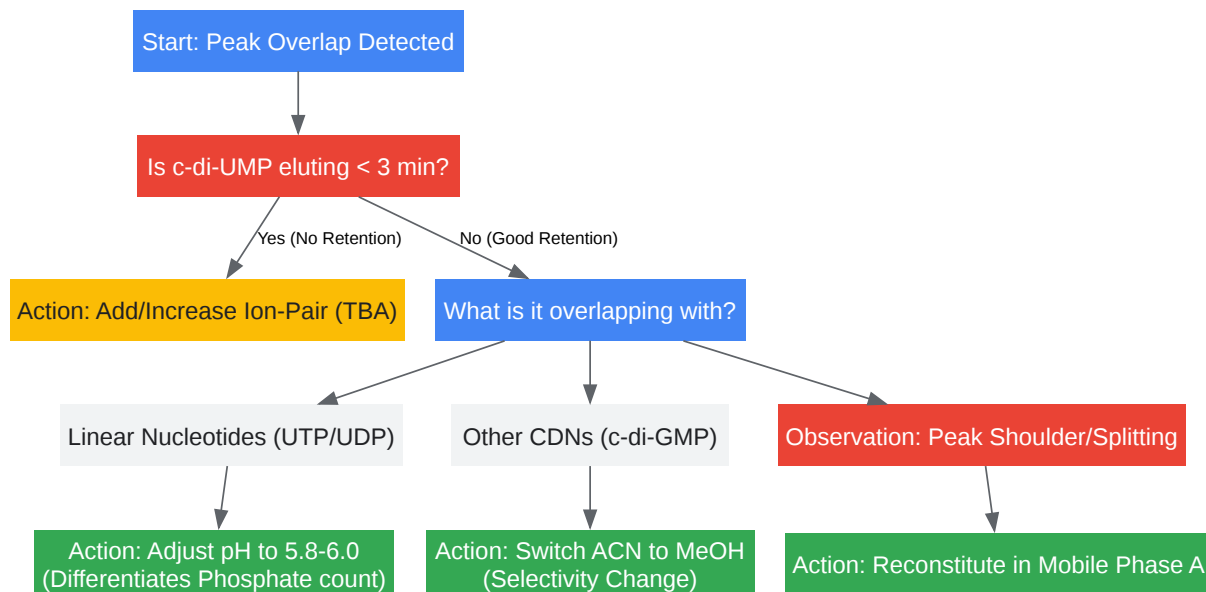 Start: Peak Overlap Detected
Is c-di-UMP eluting < 3 min?
Yes (No Retention)
No (Good Retention)
Action: Add/Increase Ion-Pair (TBA)
What is it overlapping with?
Linear Nucleotides (UTP/UDP)
Other CDNs (c-di-GMP)
Observation: Peak Shoulder/Splitting
Action: Adjust pH to 5.8-6.0
(Differentiates Phosphate count)
Action: Switch ACN to MeOH
(Selectivity Change)
Action: Reconstitute in Mobile Phase A